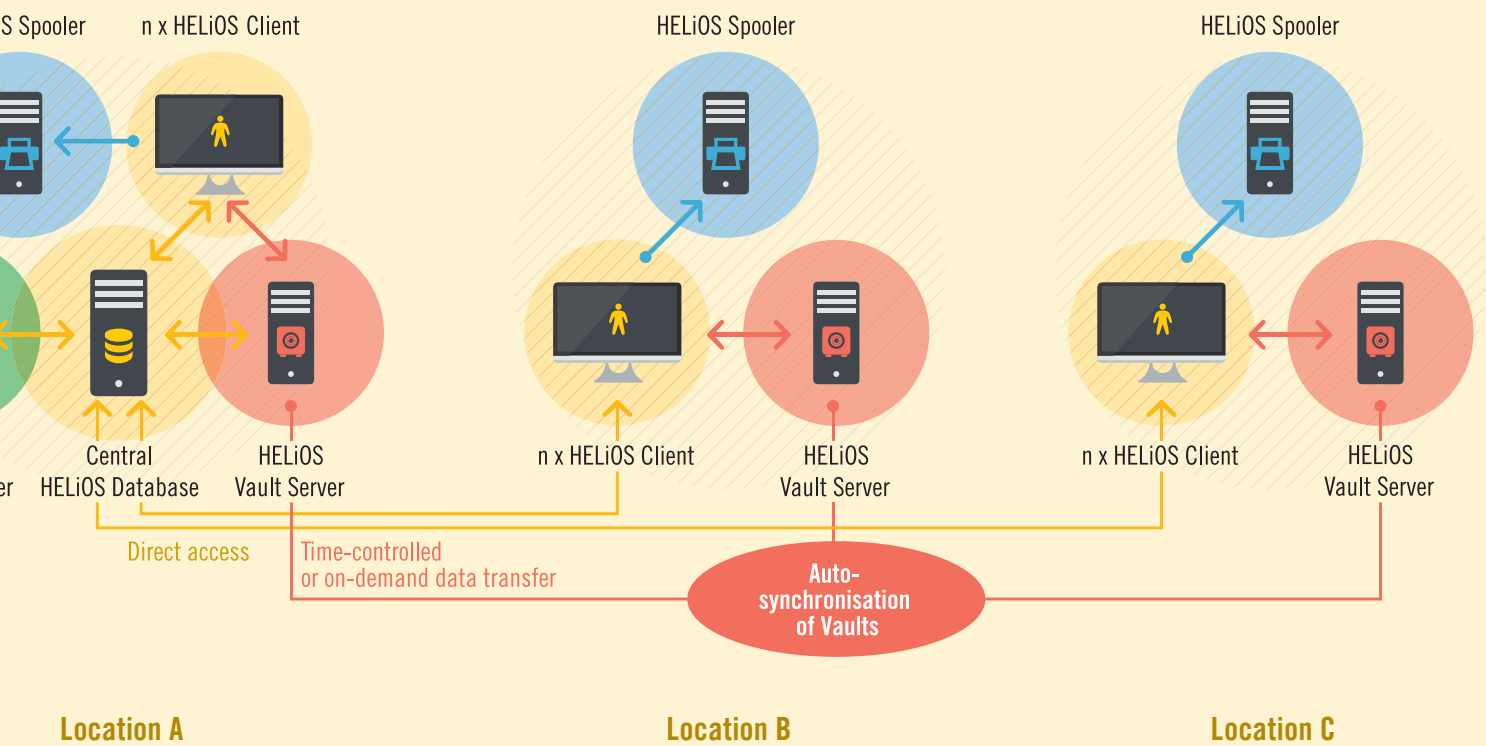 S Spooler
n x HELiOS Client
HELiOS Spooler
HELiOS Spooler
Central
HELiOS Database
HELiOS
Vault Server
n x HELiOS Client
HELiOS
Vault Server
n x HELiOS Client
HELiOS
Vault Server
er
Direct access
Time-controlled
or on-demand data transfer
Auto-
synchronisation
of Vaults
Location A
Location B
Location C